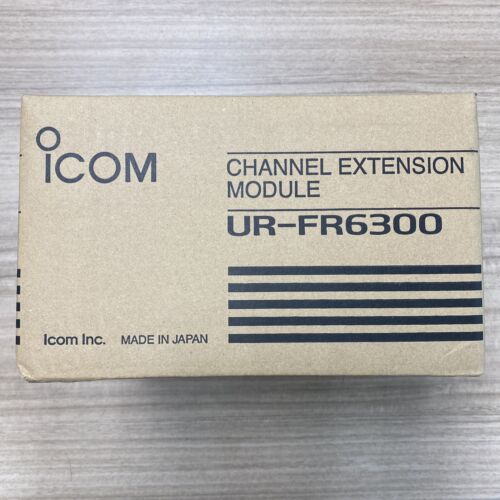 ICOM
CHANNEL EXTENSION
MODULE
UR-FR6300
Icom Inc. MADE IN JAPAN